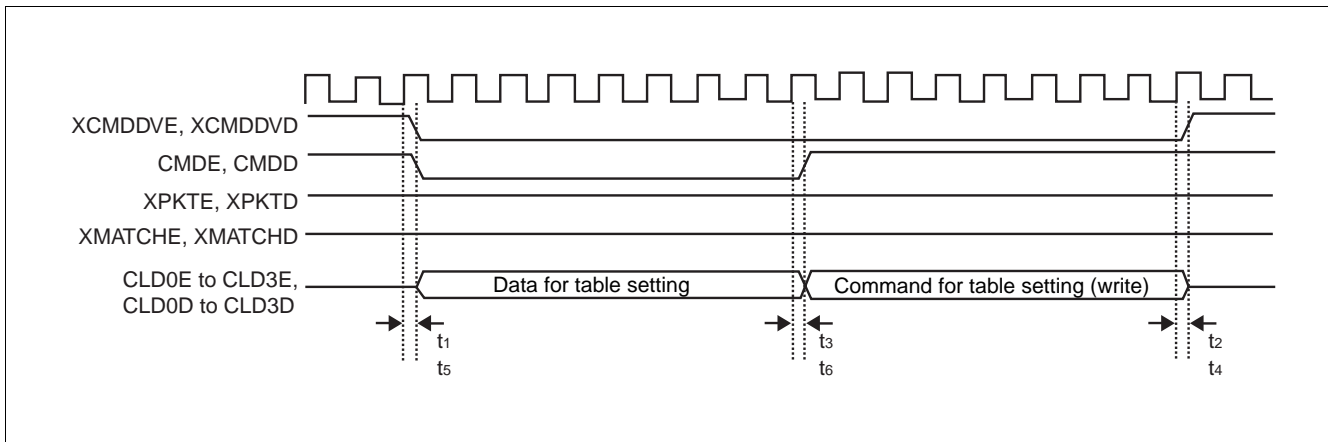 XCMDDVE, XCMDDVD
CMDE, CMDD
XPKTE, XPKTD
XMATCHE, XMATCHD
CLD0E to CLD3E,
CLD0D to CLD3D
Data for table setting
Command for table setting (write)
t1
t5
t3
t6
t2
t4